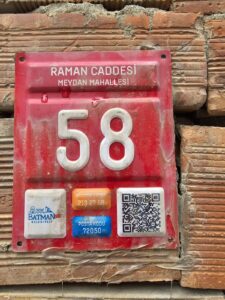 RAMAN CADDESİ
MEYDAN MAHALLESİ
58
BATMAN
72050